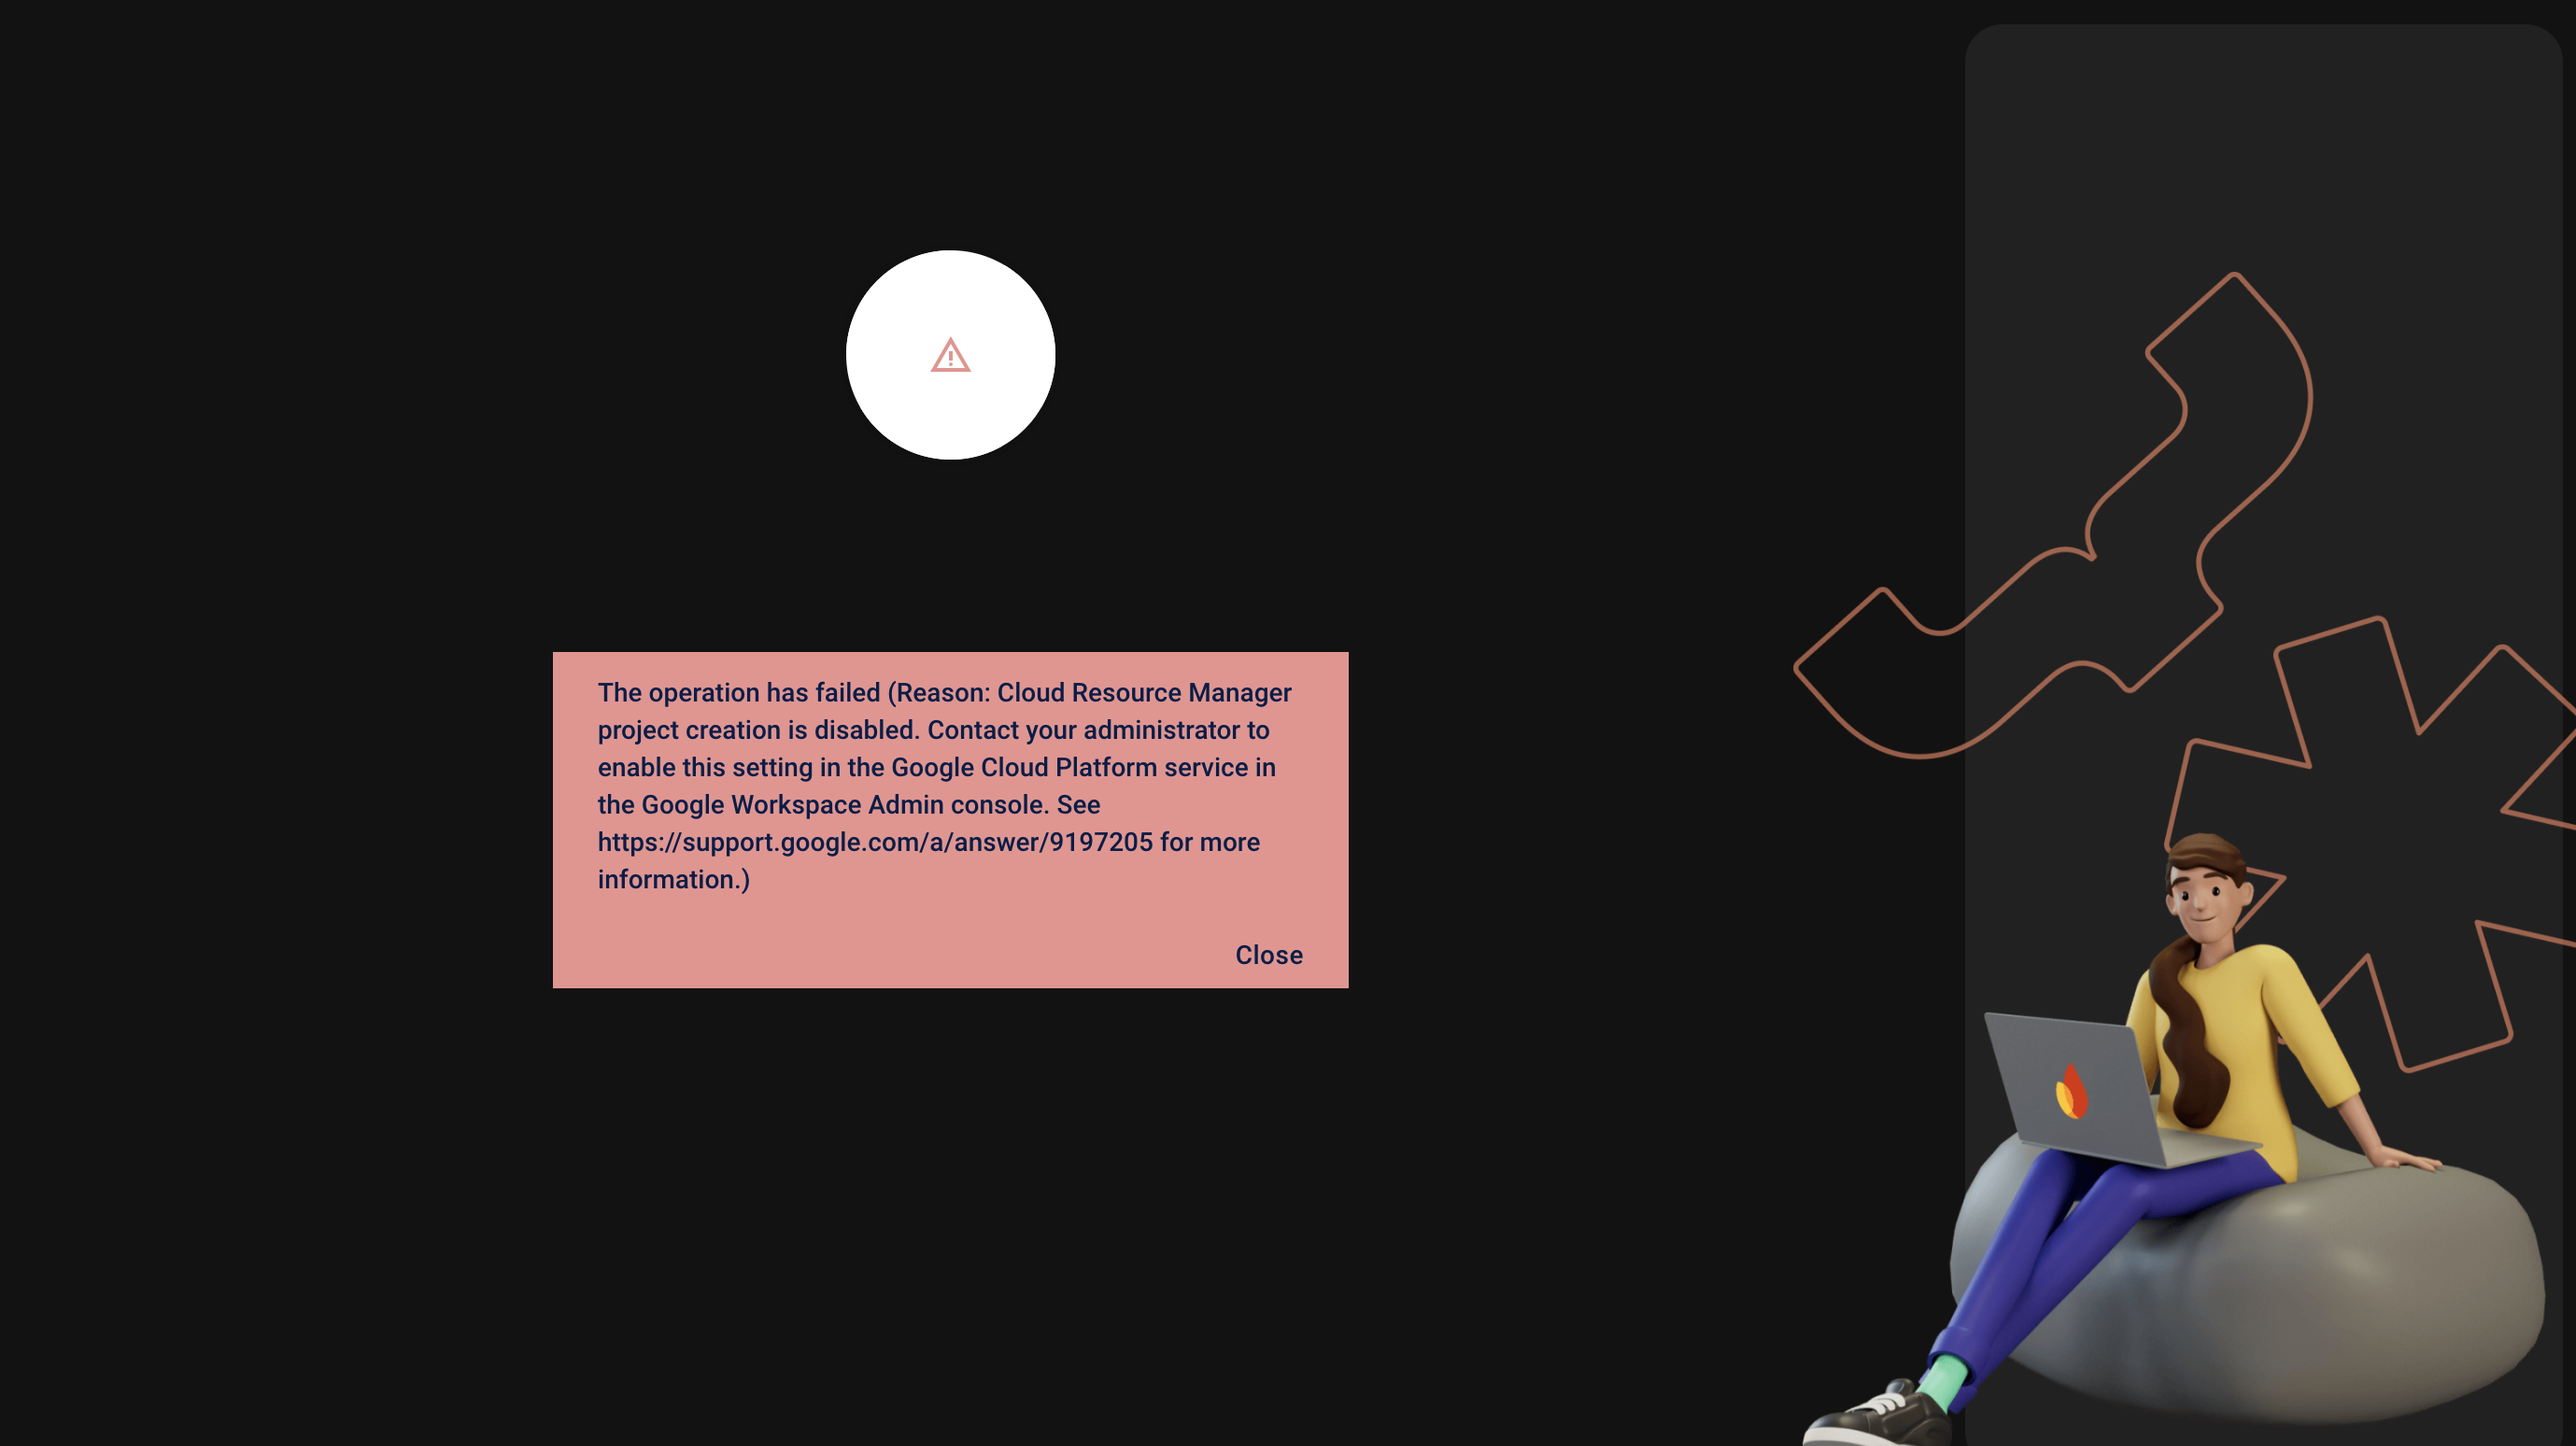 The operation has failed (Reason: Cloud Resource Manager
project creation is disabled. Contact your administrator to
enable this setting in the Google Cloud Platform service in
the Google Workspace Admin console. See
https://support.google.com/a/answer/9197205 for more
information.)
Close